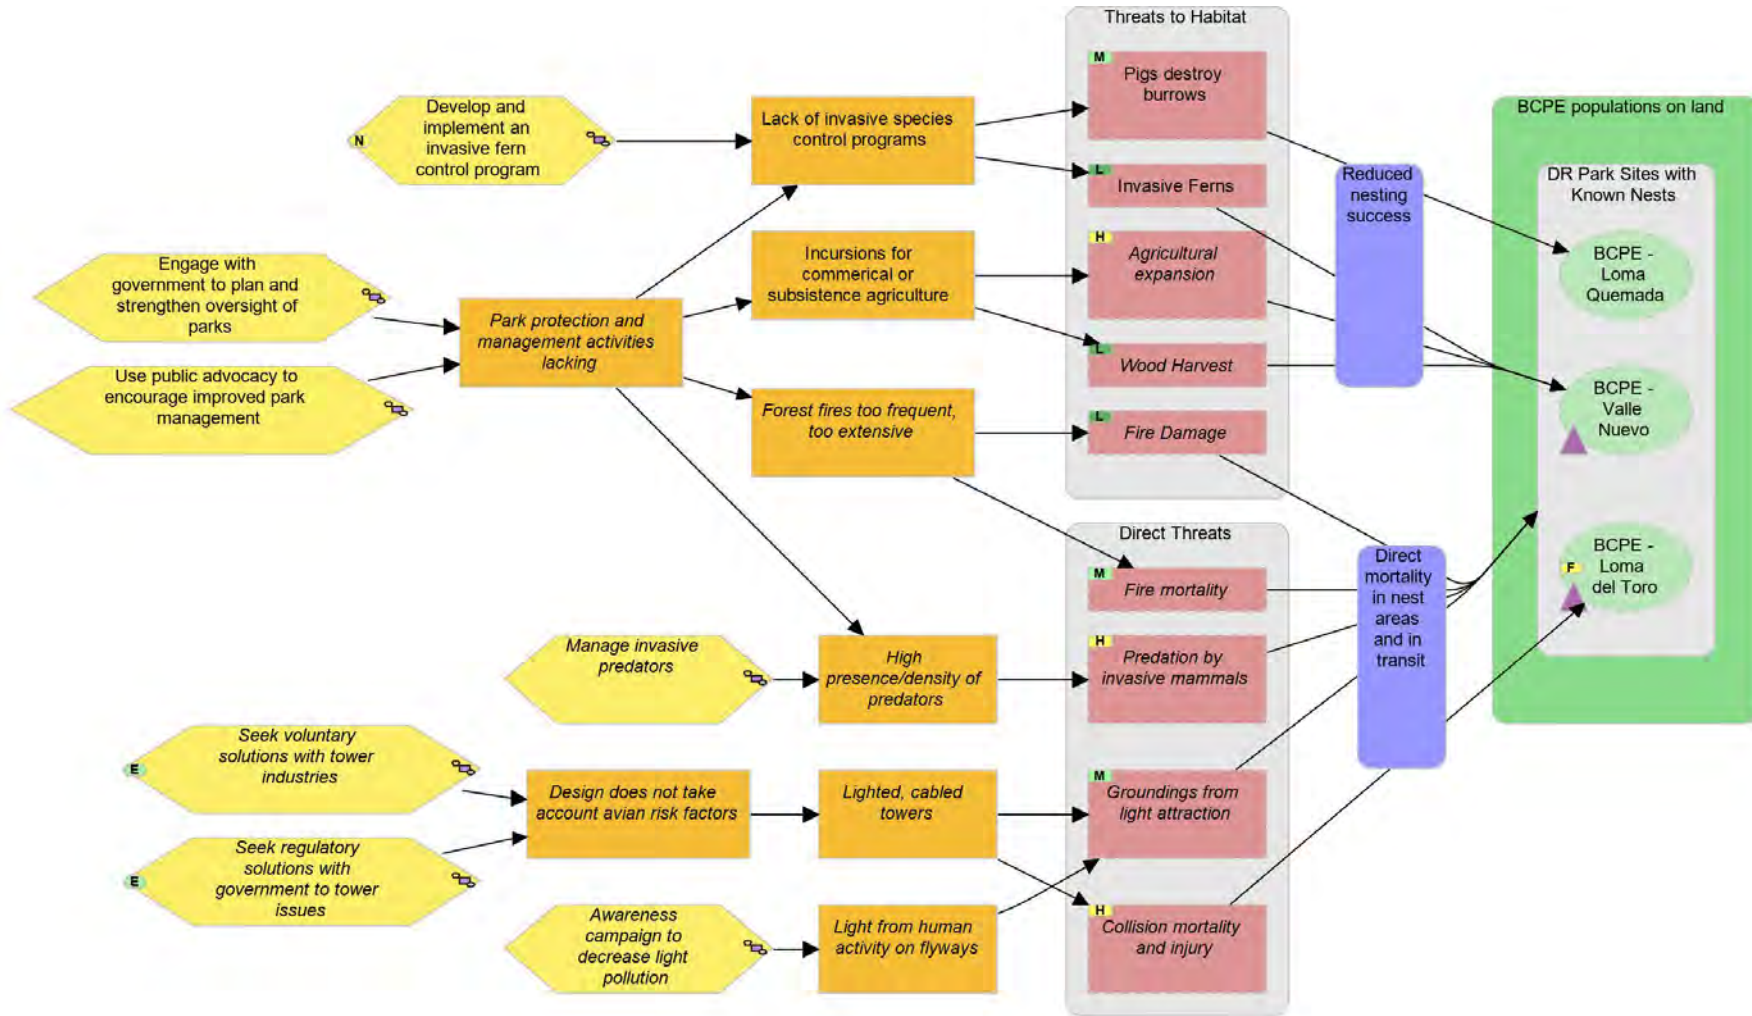 Threats to Habitat
M
Pigs destroy
burrows
L
Invasive Ferns
H
Agricultural
expansion
L
Wood Harvest
L
Fire Damage
Develop and
implement an
invasive fern
control program
N
Lack of invasive species
control programs
Engage with
government to plan and
strengthen oversight of
parks
Use public advocacy to
encourage improved park
management
Park protection and
management activities
lacking
Incursions for
commerical or
subsistence agriculture
Forest fires too frequent,
too extensive
Reduced
nesting
success
BCPE populations on land
DR Park Sites with
Known Nests
BCPE -
Loma
Quemada
BCPE -
Valle
Nuevo
BCPE -
Loma
del Toro
F
Direct Threats
M
Fire mortality
H
Predation by
invasive mammals
M
Groundings from
light attraction
H
Collision mortality
and injury
Direct
mortality
in nest
areas
and in
transit
Manage invasive
predators
High
presence/density of
predators
Seek voluntary
solutions with tower
industries
E
Seek regulatory
solutions with
government to tower
issues
E
Design does not take
account avian risk factors
Lighted, cabled
towers
Awareness
campaign to
decrease light
pollution
Light from human
activity on flyways